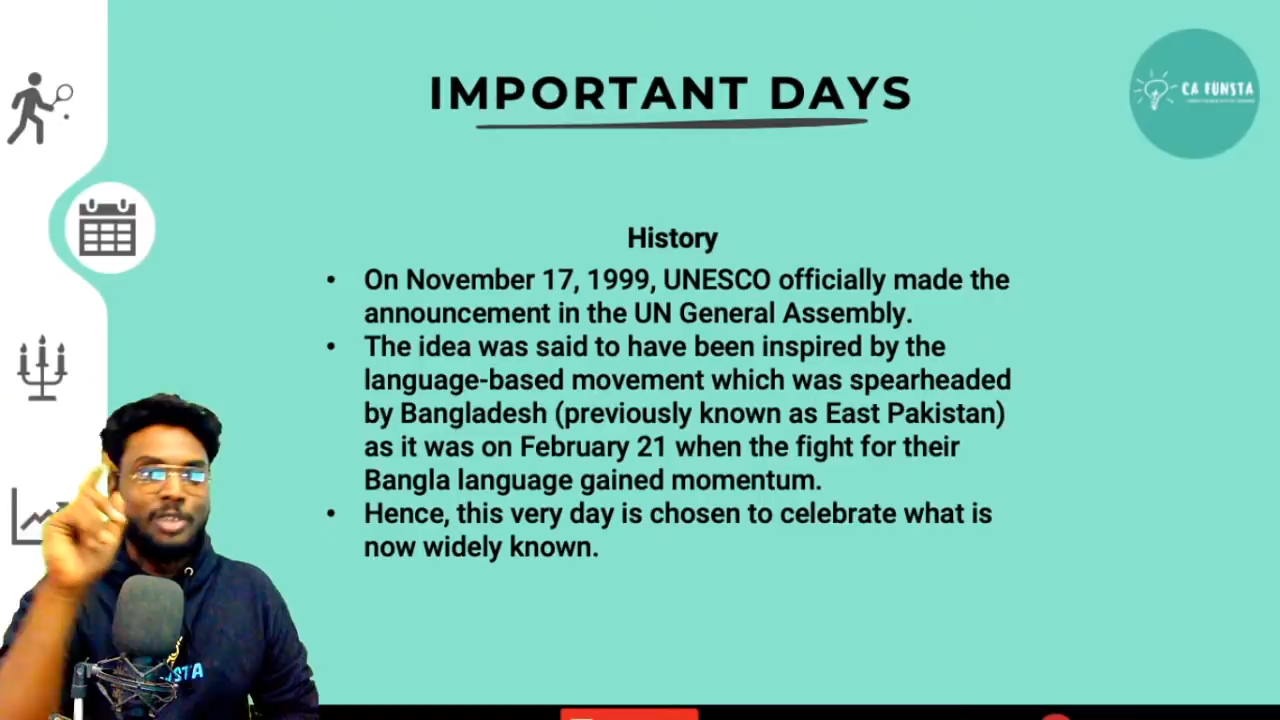 IMPORTANT DAYS
CA FUNSTA
History
• On November 17, 1999, UNESCO officially made the
announcement in the UN General Assembly.
• The idea was said to have been inspired by the
language-based movement which was spearheaded
by Bangladesh (previously known as East Pakistan)
as it was on February 21 when the fight for their
Bangla language gained momentum.
• Hence, this very day is chosen to celebrate what is
now widely known.